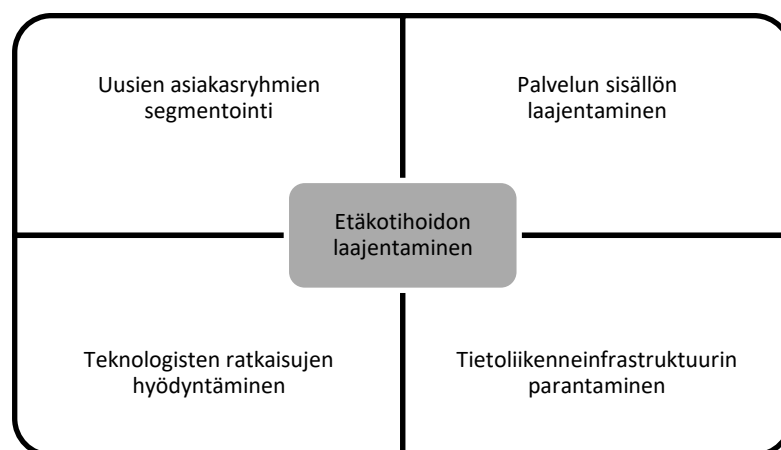 Uusien asiakasryhmien
segmentointi
Palvelun sisällön
laajentaminen
Etäkotihoidon
laajentaminen
Teknologisten ratkaisujen
hyödyntäminen
Tietoliikenneinfrastruktuurin
parantaminen